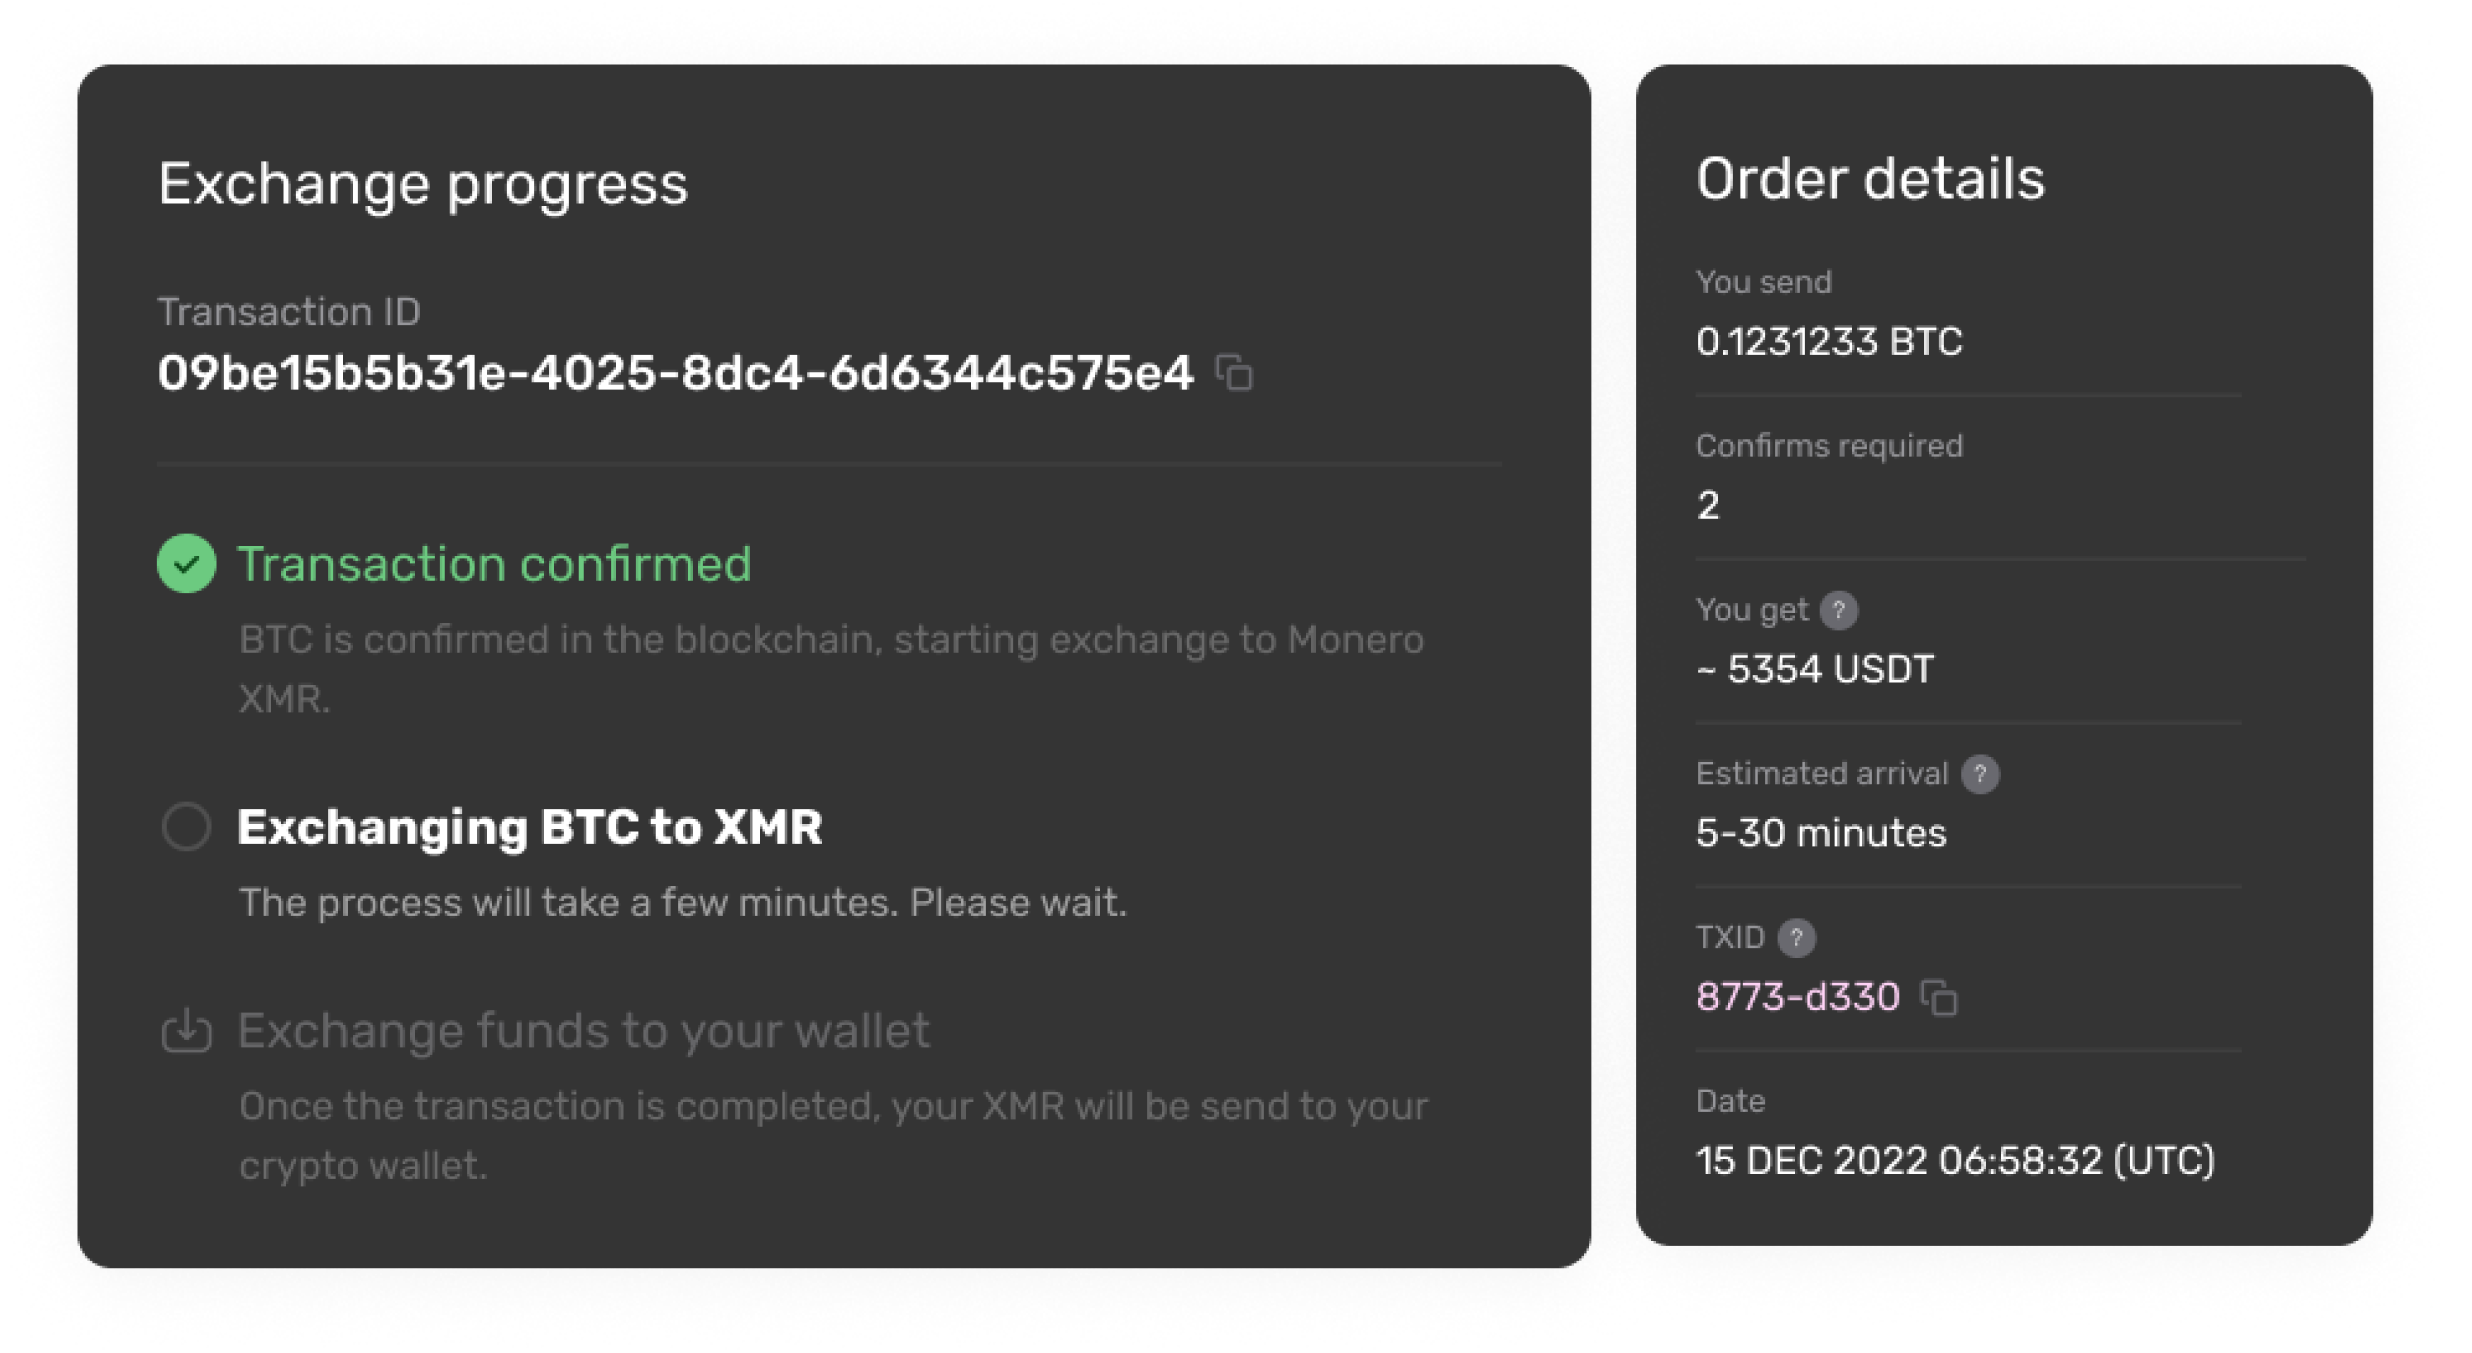 Exchange progress
Transaction ID
09be15b5b31e-4025-8dc4-6d6344c575e4
Transaction confirmed
BTC is confirmed in the blockchain, starting exchange to Monero
XMR.
Exchanging BTC to XMR
The process will take a few minutes. Please wait.
Exchange funds to your wallet
Once the transaction is completed, your XMR will be send to your
crypto wallet.
Order details
You send
0.1231233 BTC
Confirms required
2
You get ?
~ 5354 USDT
Estimated arrival ?
5-30 minutes
TXID ?
8773-d330
Date
15 DEC 2022 06:58:32 (UTC)